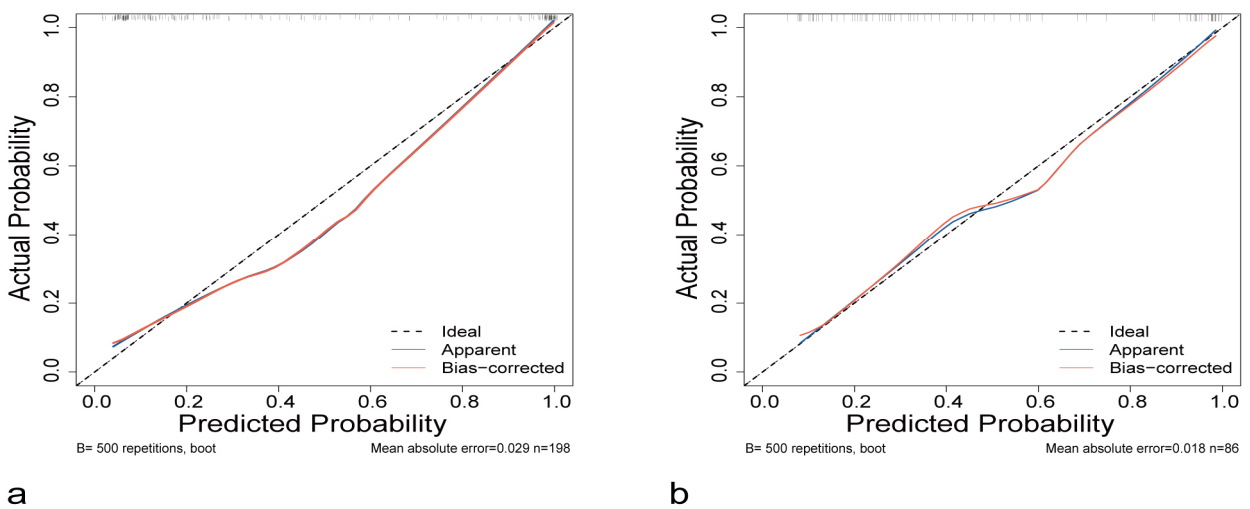 Actual Probability
1.0
0.8
0.6
0.4
0.2
0.0
Ideal
Apparent
Bias-corrected
0.0 0.2 0.4 0.6 0.8 1.0
Predicted Probability
B= 500 repetitions, boot Mean absolute error=0.029 n=198
a
Actual Probability
1.0
0.8
0.6
0.4
0.2
0.0
Ideal
Apparent
Bias-corrected
0.0 0.2 0.4 0.6 0.8 1.0
Predicted Probability
B= 500 repetitions, boot Mean absolute error=0.018 n=86
b